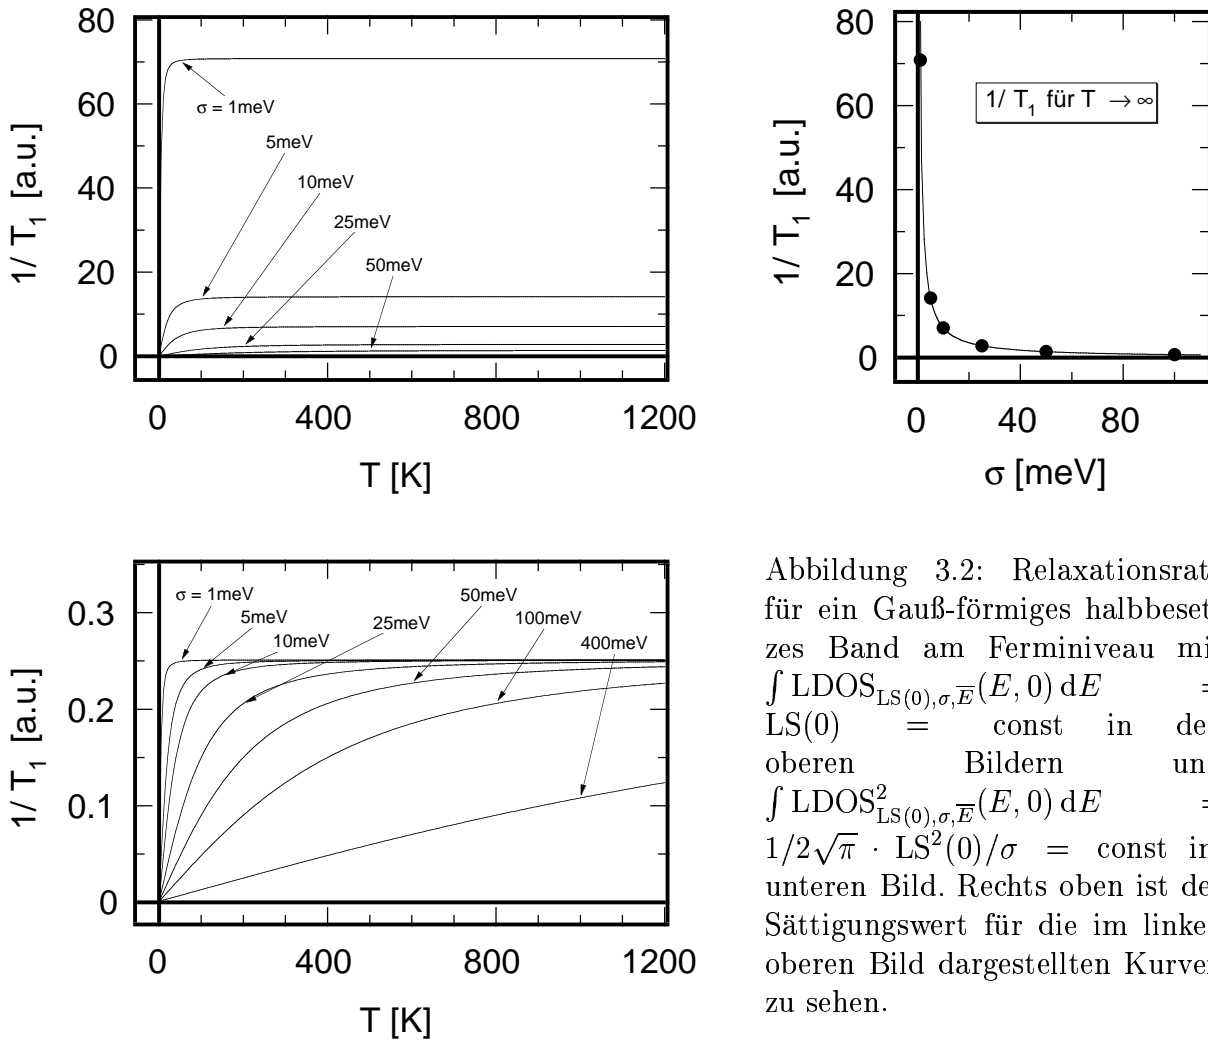 80
60
40
20
0
1/ T₁ [a.u.]
σ = 1meV
5meV
10meV
25meV
50meV
0 400 800 1200
T [K]
80
60
40
20
0
1/ T₁ [a.u.]
1/ T₁ für T → ∞
0 40 80
σ [meV]
0.3
0.2
0.1
0
1/ T₁ [a.u.]
σ = 1meV
5meV
10meV
25meV
50meV
100meV
400meV
0 400 800 1200
T [K]
Abbildung 3.2: Relaxationsrat
für ein Gauß-förmiges halbbeset
zes Band am Ferminiveau mi
∫ LDOS_{LS(0),σ,E̅}(E, 0) dE =
LS(0) = const in de
oberen Bildern un
∫ LDOS²_{LS(0),σ,E̅}(E, 0) dE =
1/2√π · LS²(0)/σ = const in
unteren Bild. Rechts oben ist de
Sättigungswert für die im linke
oberen Bild dargestellten Kurve
zu sehen.